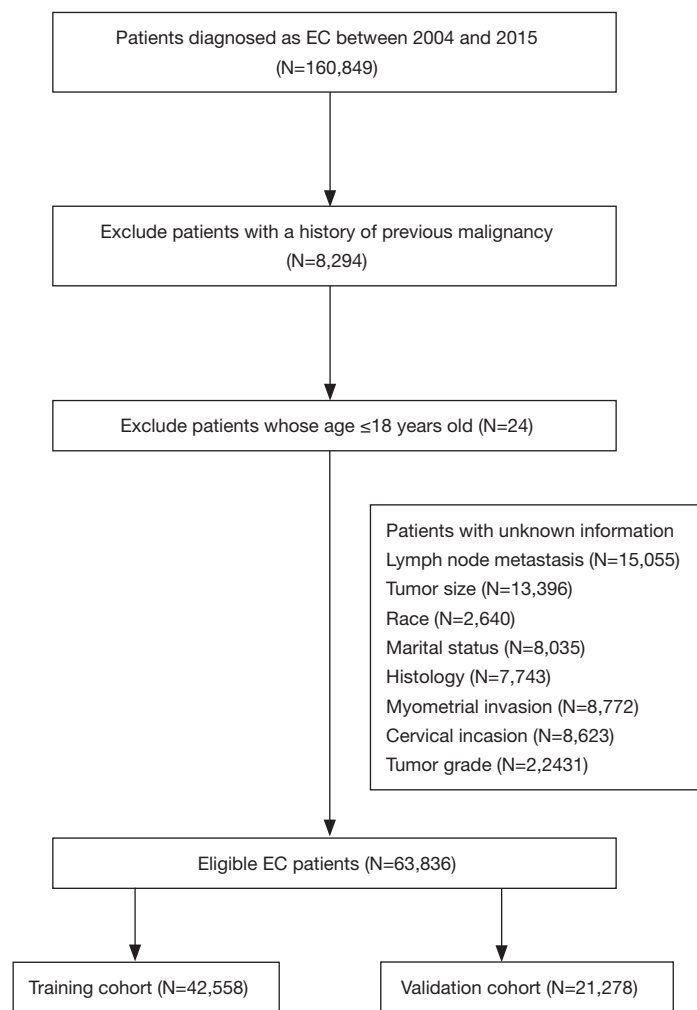 Patients diagnosed as EC between 2004 and 2015
(N=160,849)
Exclude patients with a history of previous malignancy
(N=8,294)
Exclude patients whose age ≤18 years old (N=24)
Patients with unknown information
Lymph node metastasis (N=15,055)
Tumor size (N=13,396)
Race (N=2,640)
Marital status (N=8,035)
Histology (N=7,743)
Myometrial invasion (N=8,772)
Cervical incasion (N=8,623)
Tumor grade (N=2,2431)
Eligible EC patients (N=63,836)
Training cohort (N=42,558)
Validation cohort (N=21,278)